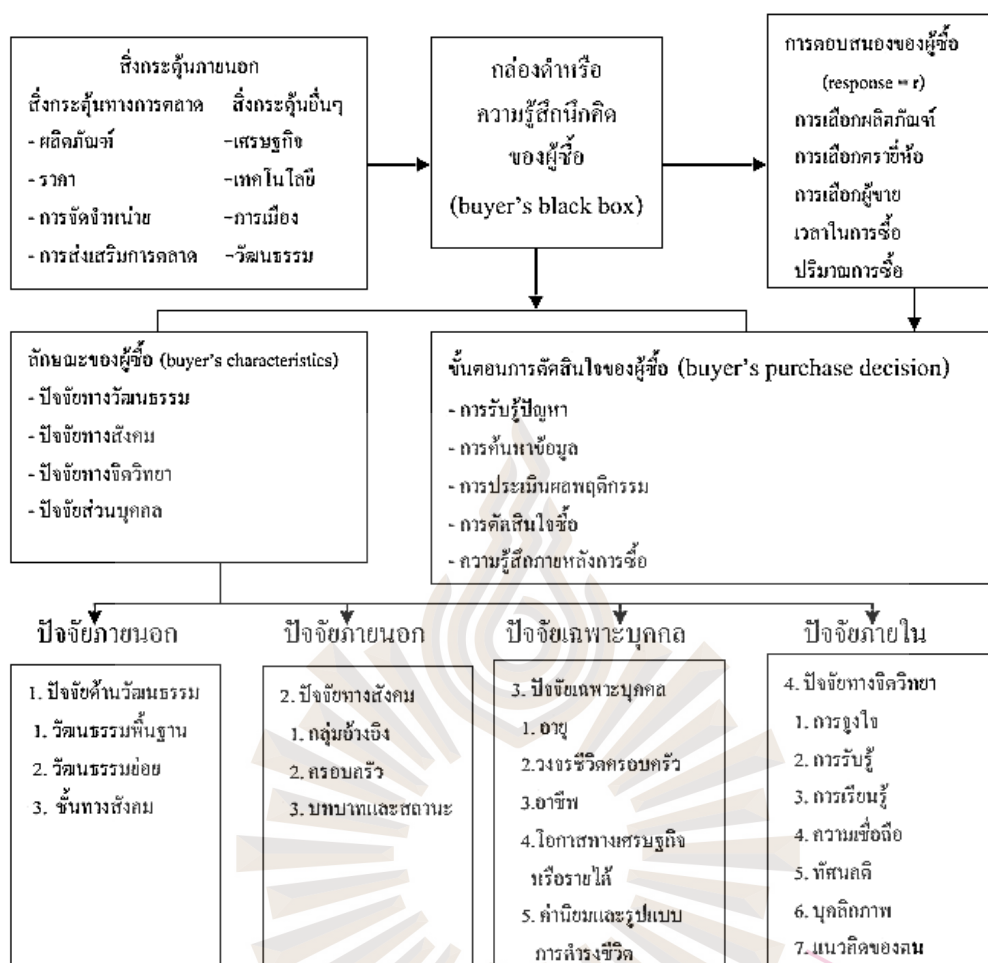 สิ่งกระตุ้นภายนอก
สิ่งกระตุ้นทางการตลาด สิ่งกระตุ้นอื่นๆ
- ผลิตภัณฑ์ -เศรษฐกิจ
- ราคา -เทคโนโลยี
- การจัดจำหน่าย -การเมือง
- การส่งเสริมการตลาด -วัฒนธรรม
กล่องดำหรือ
ความรู้สึกนึกคิด
ของผู้ซื้อ
(buyer's black box)
การตอบสนองของผู้ซื้อ
(response = r)
การเลือกผลิตภัณฑ์
การเลือกตรายี่ห้อ
การเลือกผู้ขาย
เวลาในการซื้อ
ปริมาณการซื้อ
ลักษณะของผู้ซื้อ (buyer's characteristics)
- ปัจจัยทางวัฒนธรรม
- ปัจจัยทางสังคม
- ปัจจัยทางจิตวิทยา
- ปัจจัยส่วนบุคคล
ขั้นตอนการตัดสินใจของผู้ซื้อ (buyer's purchase decision)
- การรับรู้ปัญหา
- การค้นหาข้อมูล
- การประเมินผลพฤติกรรม
- การตัดสินใจซื้อ
- ความรู้สึกภายหลังการซื้อ
ปัจจัยภายนอก
1. ปัจจัยด้านวัฒนธรรม
1. วัฒนธรรมพื้นฐาน
2. วัฒนธรรมย่อย
3. ชั้นทางสังคม
ปัจจัยภายนอก
2. ปัจจัยทางสังคม
1. กลุ่มอ้างอิง
2. ครอบครัว
3. บทบาทและสถานะ
ปัจจัยเฉพาะบุคคล
3. ปัจจัยเฉพาะบุคคล
1. อายุ
2.วงจรชีวิตครอบครัว
3.อาชีพ
4.โอกาสทางเศรษฐกิจ
หรือรายได้
5. ค่านิยมและรูปแบบ
การดำรงชีวิต
ปัจจัยภายใน
4. ปัจจัยทางจิตวิทยา
1. การจูงใจ
2. การรับรู้
3. การเรียนรู้
4. ความเชื่อถือ
5. ทัศนคติ
6. บุคลิกภาพ
7. แนวคิดของตน